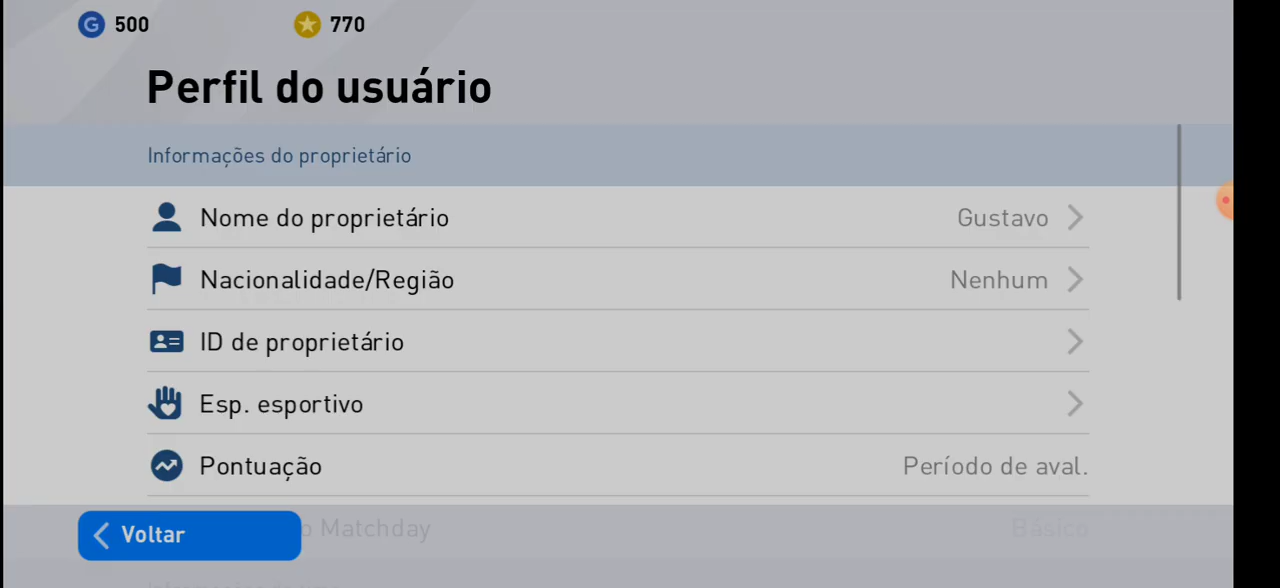 G 500 770
Perfil do usuário
Informações do proprietário
Nome do proprietário Gustavo
Nacionalidade/Região Nenhum
ID de proprietário
Esp. esportivo
Pontuação Período de aval.
Voltar o Matchday Básico